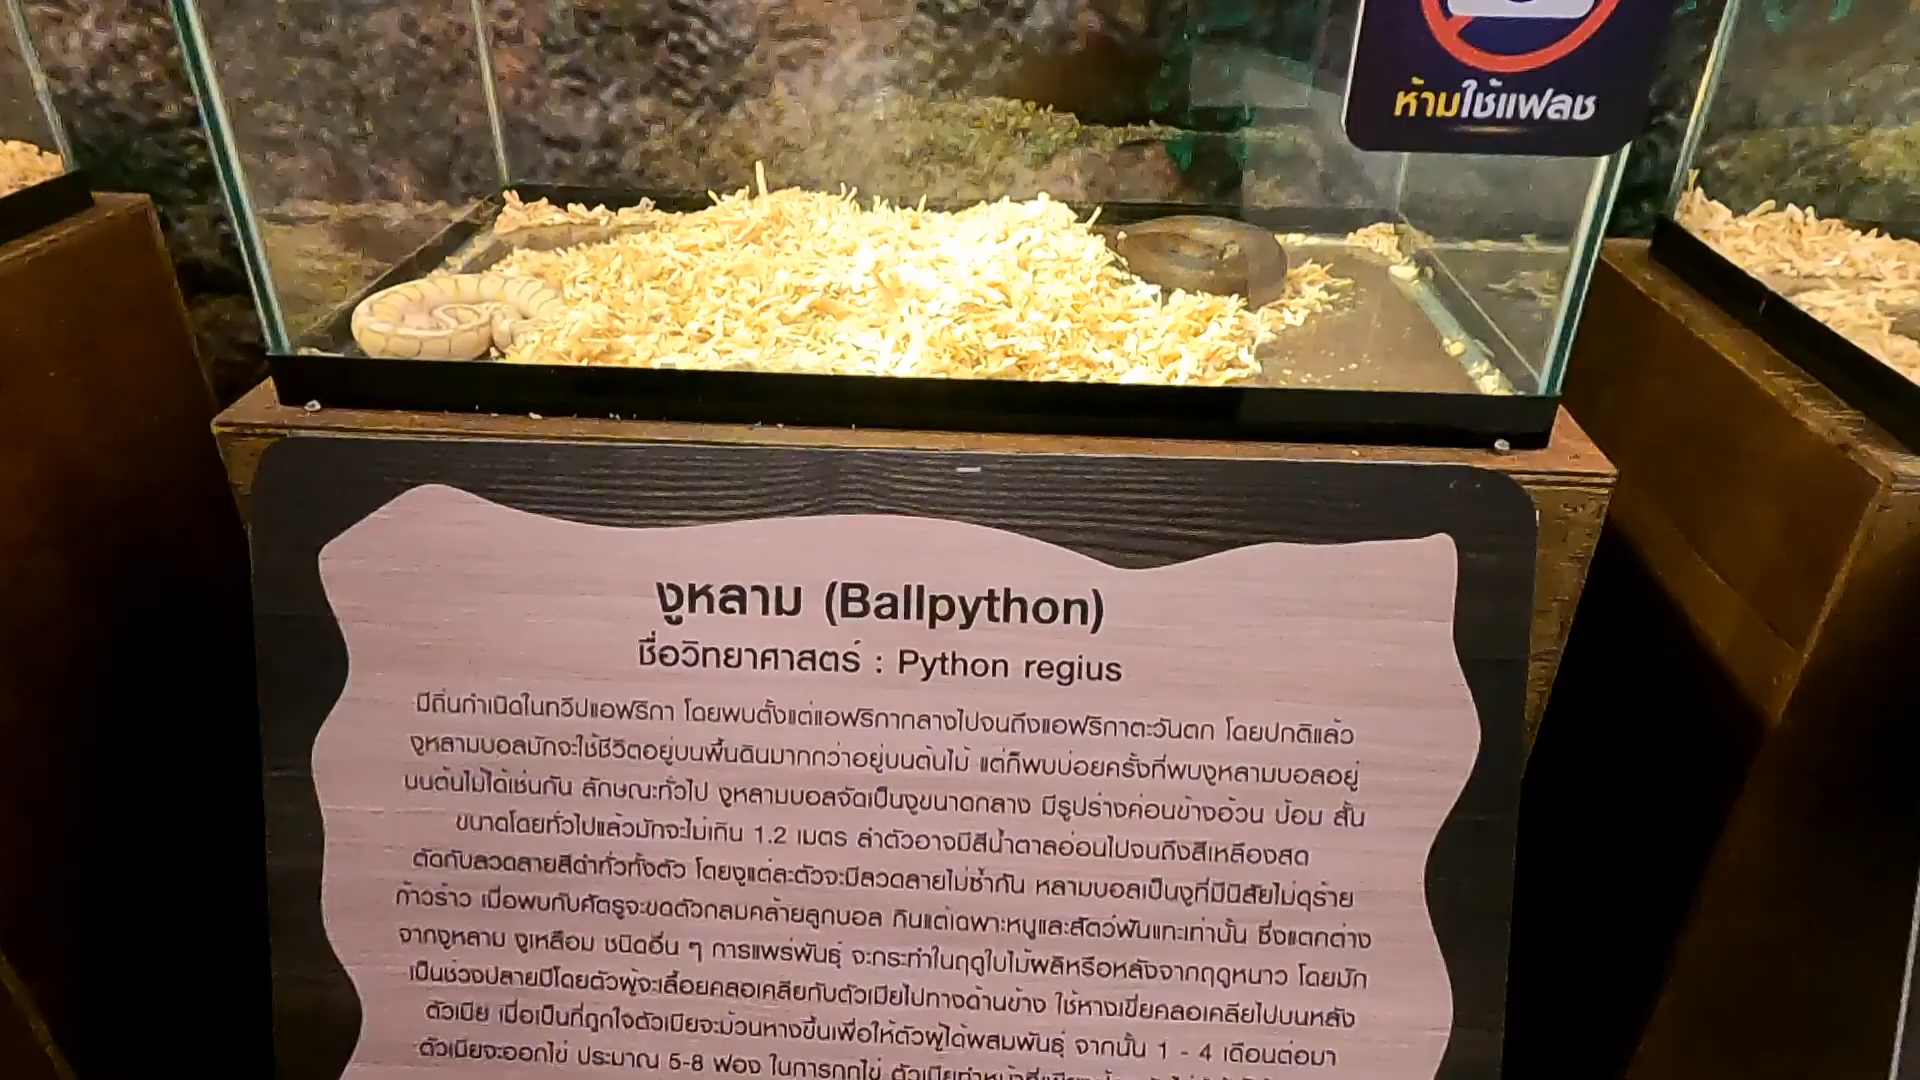 ห้ามใช้แฟลช
งูหลาม (Ballpython)
ชื่อวิทยาศาสตร์ : Python regius
มีถิ่นกำเนิดในทวีปแอฟริกา โดยพบตั้งแต่แอฟริกากลางไปจนถึงแอฟริกาตะวันตก โดยปกติแล้ว
งูหลามบอลมักจะใช้ชีวิตอยู่บนพื้นดินมากกว่าอยู่บนต้นไม้ แต่ก็พบบ่อยครั้งที่พบงูหลามบอลอยู่
บนต้นไม้ได้เช่นกัน ลักษณะทั่วไป งูหลามบอลจัดเป็นงูขนาดกลาง มีรูปร่างค่อนข้างอ้วน ป้อม สั้น
ขนาดโดยทั่วไปแล้วมักจะไม่เกิน 1.2 เมตร ลำตัวอาจมีสีน้ำตาลอ่อนไปจนถึงสีเหลืองสด
ตัดกับลวดลายสีดำทั่วทั้งตัว โดยงูแต่ละตัวจะมีลวดลายไม่ซ้ำกัน หลามบอลเป็นงูที่มีนิสัยไม่ดุร้าย
ก้าวร้าว เมื่อพบกับศัตรูจะขดตัวกลมคล้ายลูกบอล กินแต่เฉพาะหนูและสัตว์ฟันแทะเท่านั้น ซึ่งแตกต่าง
จากงูหลาม งูเหลือม ชนิดอื่น ๆ การแพร่พันธุ์ จะกระทำในฤดูใบไม้ผลิหรือหลังจากฤดูหนาว โดยมัก
เป็นช่วงปลายปีโดยตัวผู้จะเลื้อยคลอเคลียกับตัวเมียไปทางด้านข้าง ใช้หางเขี่ยคลอเคลียไปบนหลัง
ตัวเมีย เมื่อเป็นที่ถูกใจตัวเมียจะม้วนหางขึ้นเพื่อให้ตัวผู้ได้ผสมพันธุ์ จากนั้น 1 - 4 เดือนต่อมา
ตัวเมียจะออกไข่ ประมาณ 5-8 ฟอง ในการกกไข่